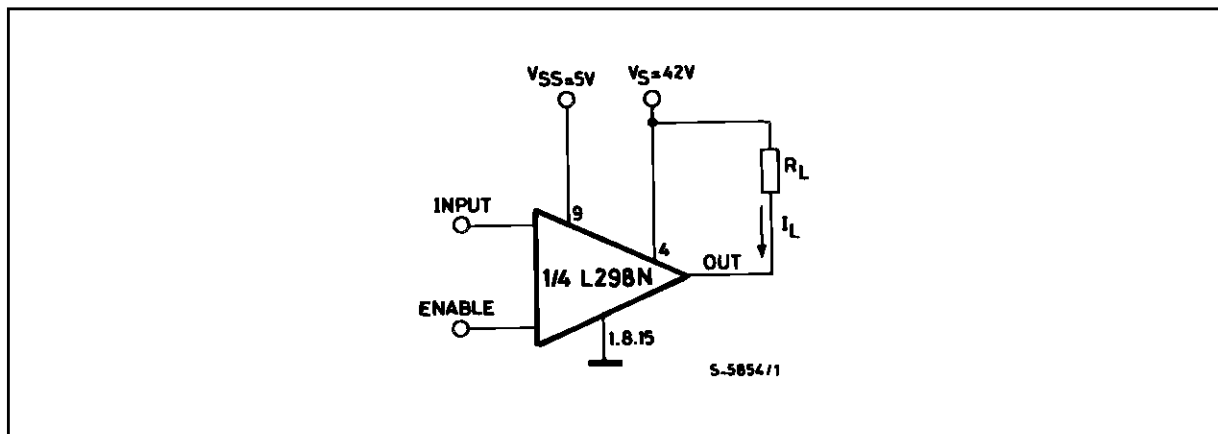 VSS=5V
VS=42V
RL
INPUT
9
IL
4
OUT
1/4 L298N
ENABLE
1.8.15
S-5854/1